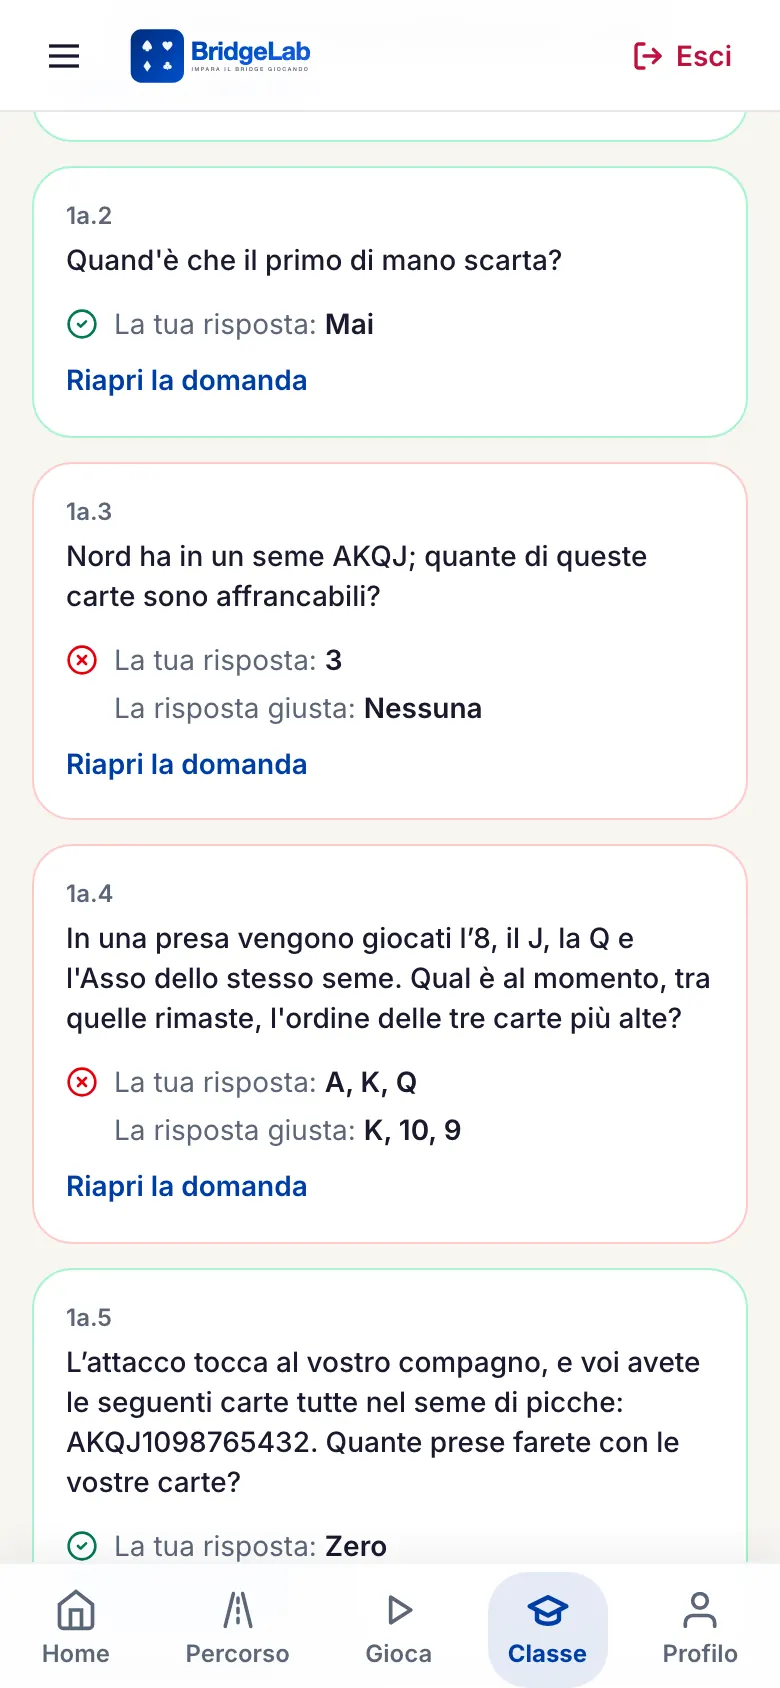 BridgeLab
IMPARA IL BRIDGE GIOCANDO
Esci
1a.2
Quand'è che il primo di mano scarta?
La tua risposta: Mai
Riapri la domanda
1a.3
Nord ha in un seme AKQJ; quante di queste
carte sono affrancabili?
La tua risposta: 3
La risposta giusta: Nessuna
Riapri la domanda
1a.4
In una presa vengono giocati l’8, il J, la Q e
l'Asso dello stesso seme. Qual è al momento, tra
quelle rimaste, l'ordine delle tre carte più alte?
La tua risposta: A, K, Q
La risposta giusta: K, 10, 9
Riapri la domanda
1a.5
L’attacco tocca al vostro compagno, e voi avete
le seguenti carte tutte nel seme di picche:
AKQJ1098765432. Quante prese farete con le
vostre carte?
La tua risposta: Zero
Home
Percorso
Gioca
Classe
Profilo